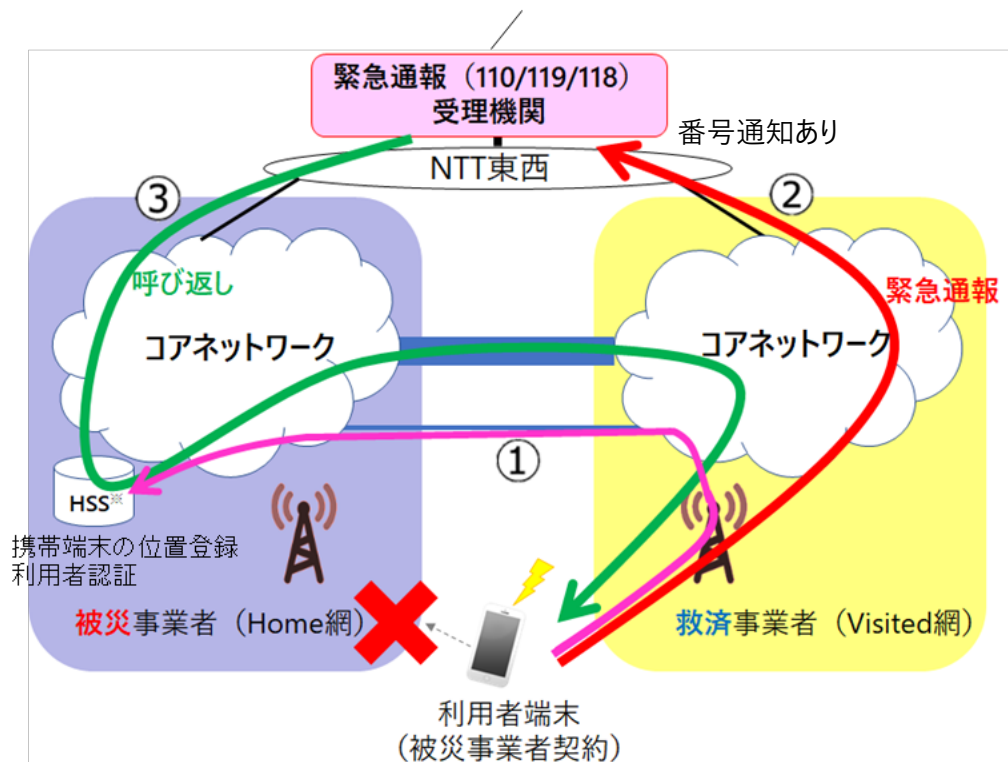 緊急通報（110/119/118）
受理機関
番号通知あり
NTT東西
③
②
呼び返し
緊急通報
コアネットワーク
コアネットワーク
①
HSS※
携帯端末の位置登録
利用者認証
被災事業者（Home網）
救済事業者（Visited網）
利用者端末
（被災事業者契約）